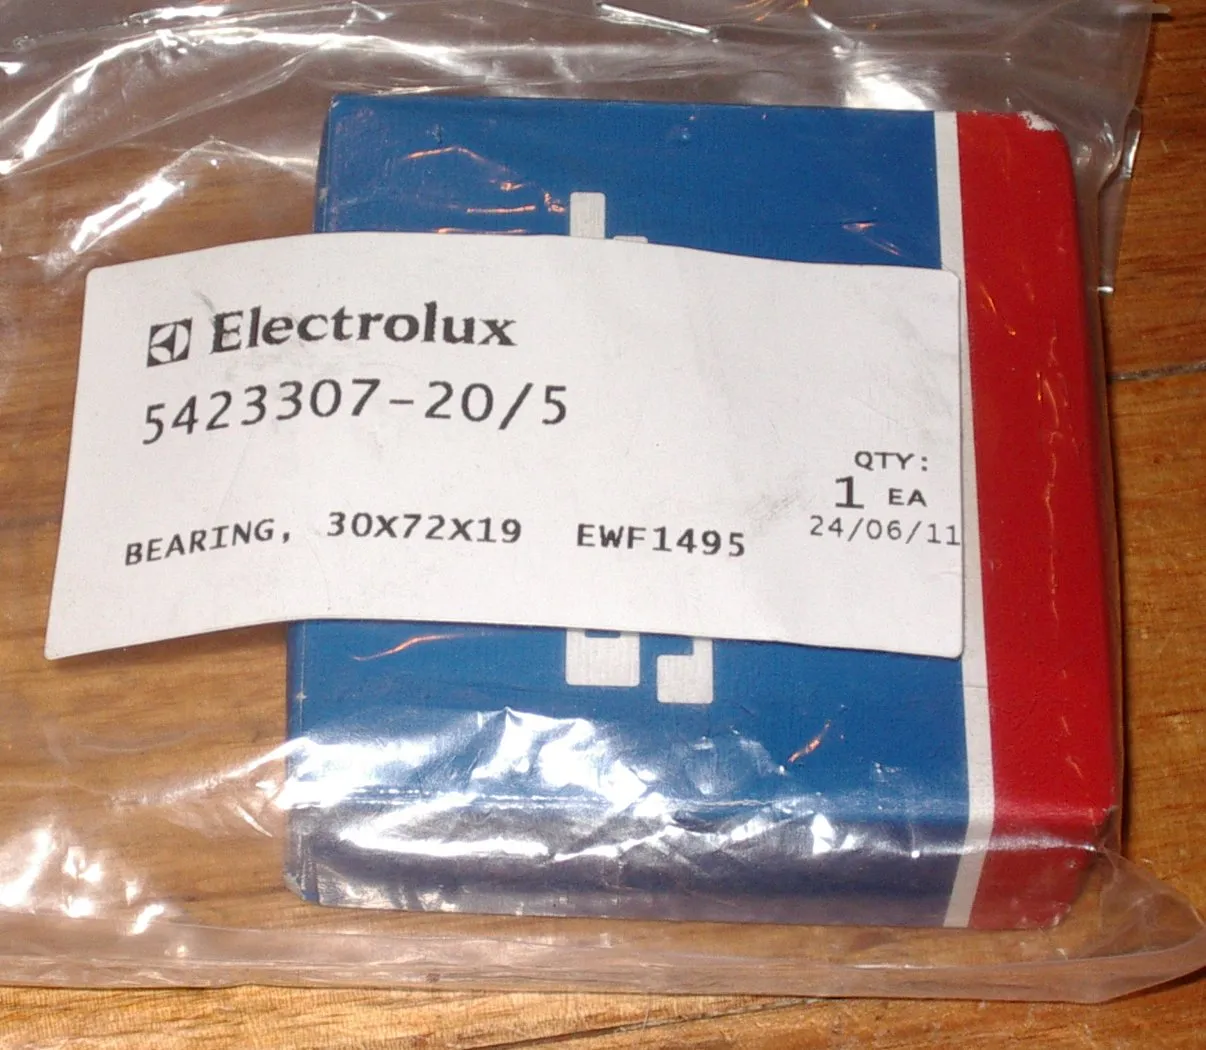 Electrolux
5423307-20/5
QTY:
1 EA
24/06/11
BEARING, 30X72X19 EWF1495